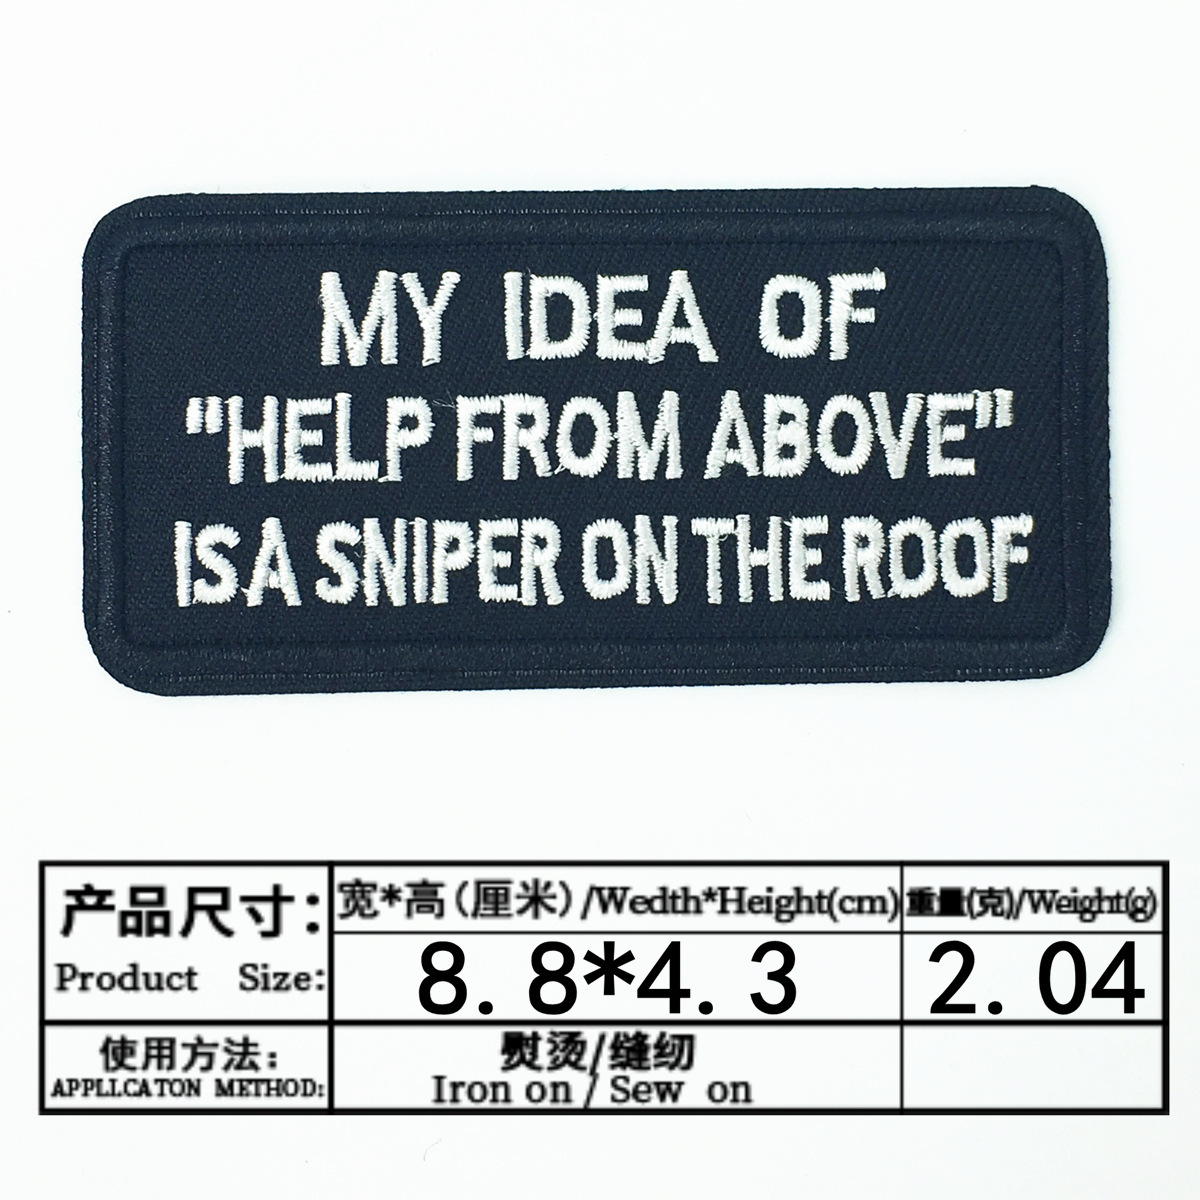 MY IDEA OF
"HELP FROM ABOVE"
IS A SNIPER ON THE ROOF
产品尺寸：
Product Size:
宽*高（厘米）/Wedth*Height(cm)
重量(克)/Weight(g)
8.8*4.3
2.04
使用方法：
APPLLCATON METHOD:
熨烫/缝纫
Iron on / Sew on